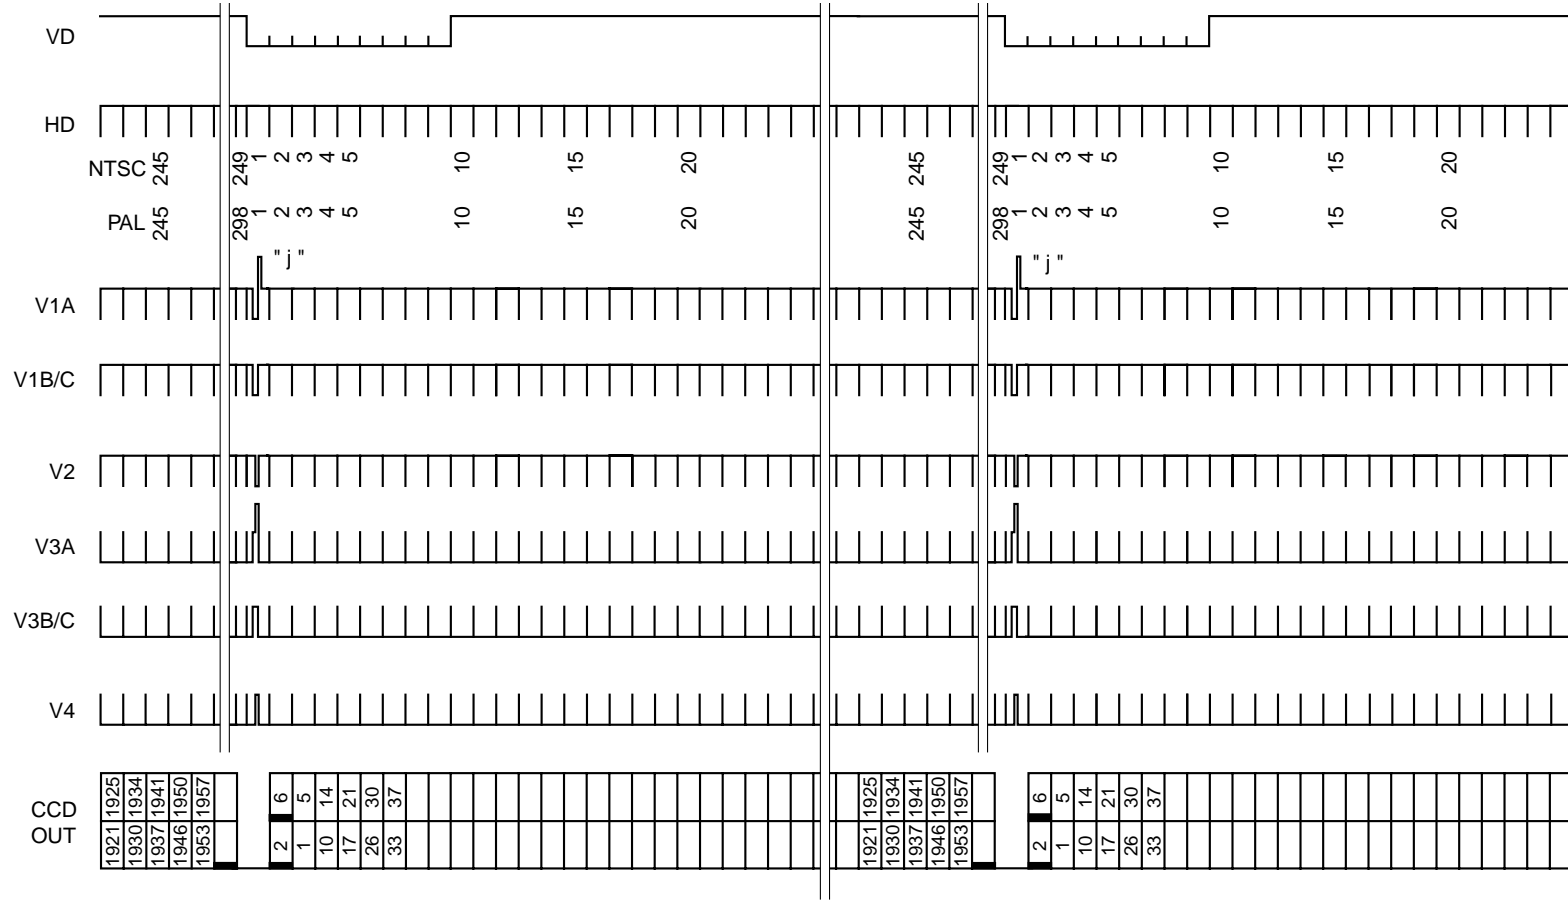 VD
HD
NTSC 245 249 1 2 3 4 5 10 15 20 245 249 1 2 3 4 5 10 15 20
PAL 245 298 1 2 3 4 5 10 15 20 245 298 1 2 3 4 5 10 15 20
" j " " j "
V1A
V1B/C
V2
V3A
V3B/C
V4
CCD
OUT
1925 1934 1941 1950 1957 6 5 14 21 30 37 1925 1934 1941 1950 1957 6 5 14 21 30 37
1921 1930 1937 1946 1953 2 1 10 17 26 33 1921 1930 1937 1946 1953 2 1 10 17 26 33